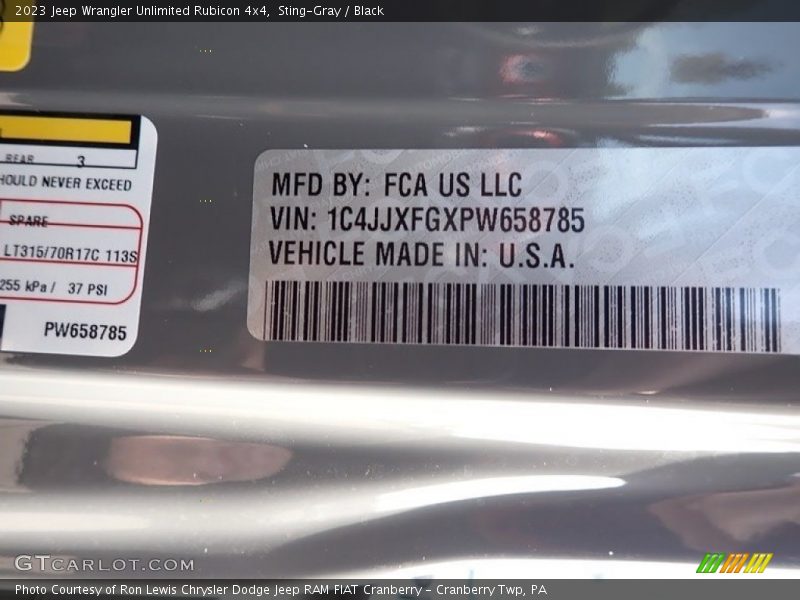 2023 Jeep Wrangler Unlimited Rubicon 4x4, Sting-Gray / Black
REAR 3
HOULD NEVER EXCEED
SPARE
LT315/70R17C 113S
255 kPa / 37 PSI
PW658785
MFD BY: FCA US LLC
VIN: 1C4JJXFGXPW658785
VEHICLE MADE IN: U.S.A.
GTCARLOT.COM
Photo Courtesy of Ron Lewis Chrysler Dodge Jeep RAM FIAT Cranberry - Cranberry Twp, PA